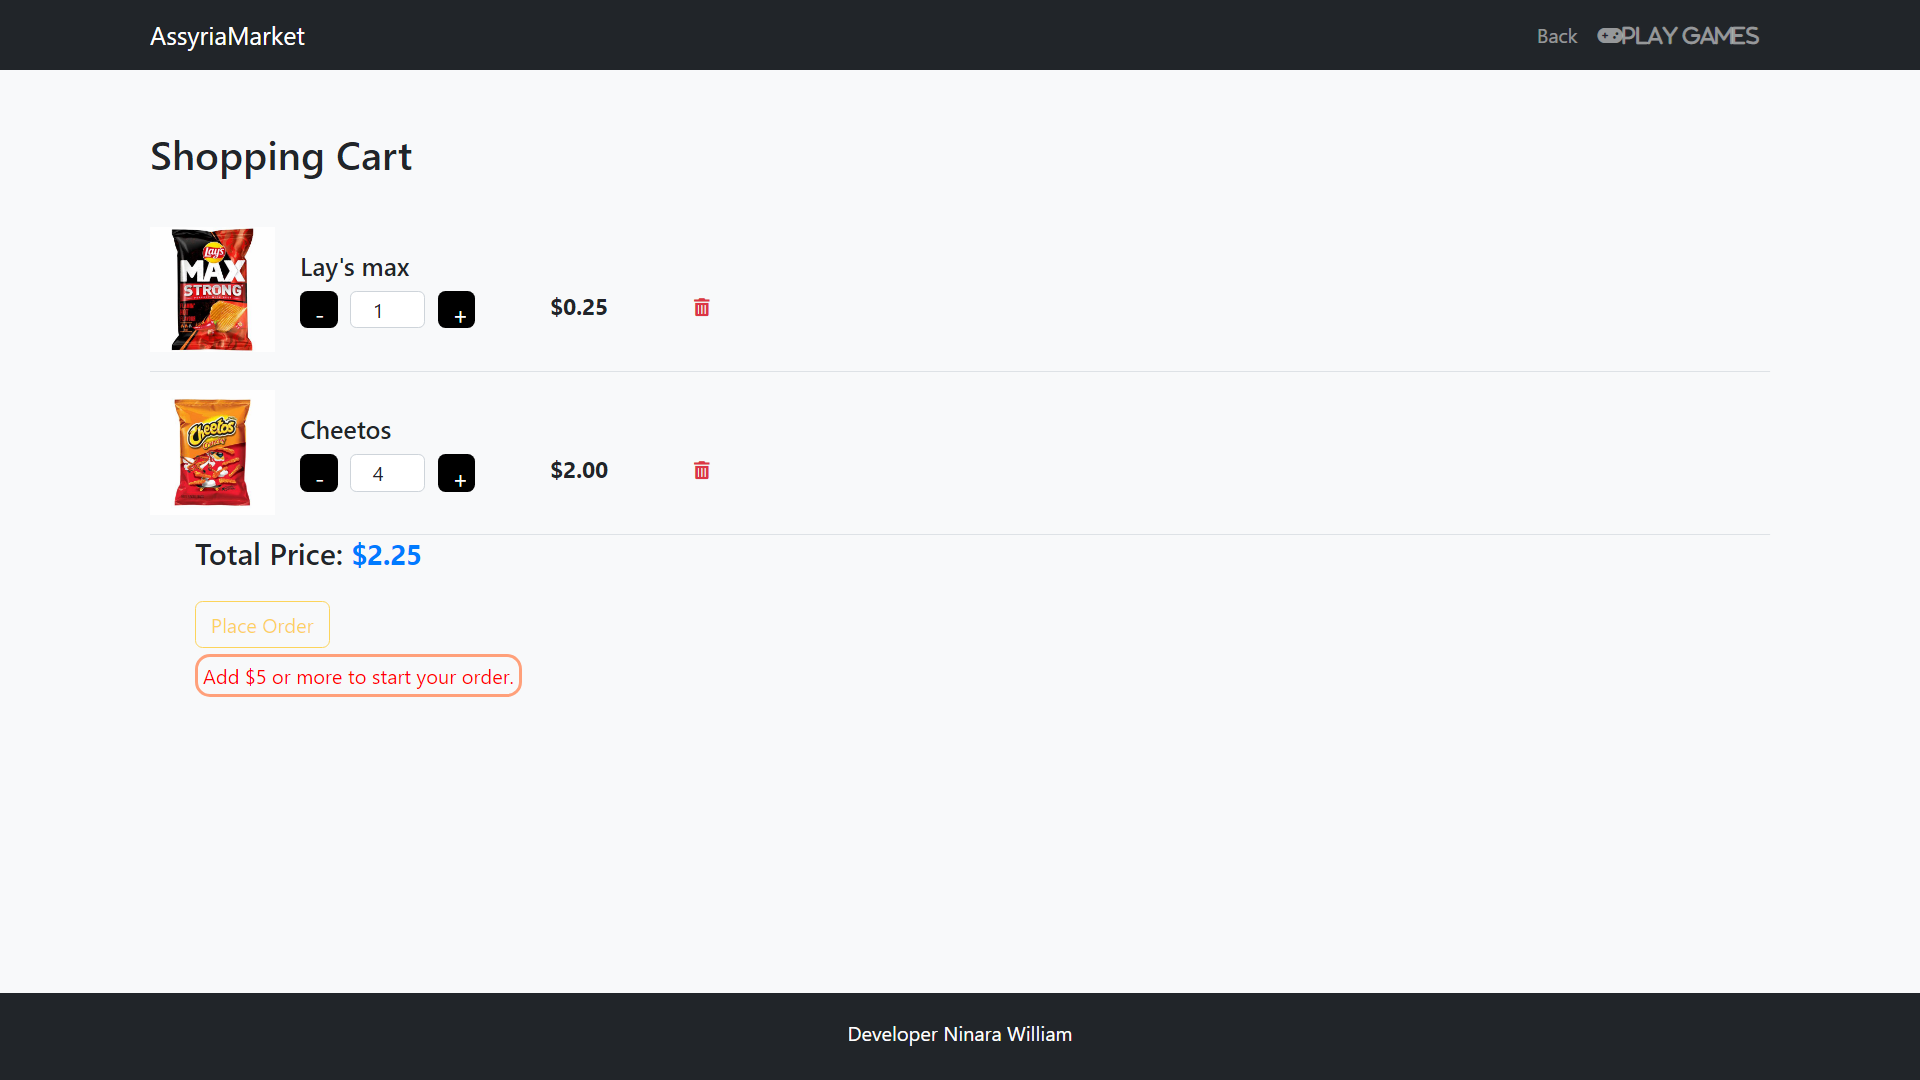 AssyriaMarket
Back PLAY GAMES
Shopping Cart
Lay's
MAX
STRONG
Lay's max
- 1 + $0.25
Cheetos
Cheetos
- 4 + $2.00
Total Price: $2.25
Place Order
Add $5 or more to start your order.
Developer Ninara William